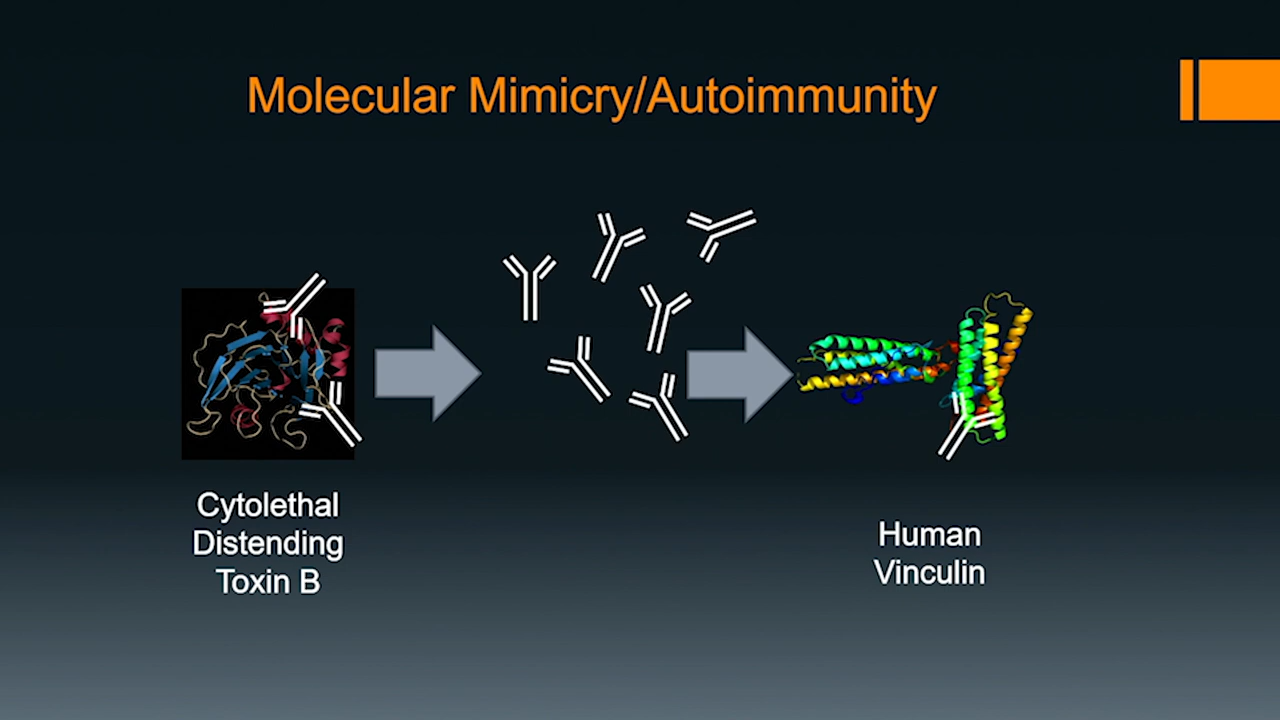 Molecular Mimicry/Autoimmunity
Cytolethal
Distending
Toxin B
Human
Vinculin